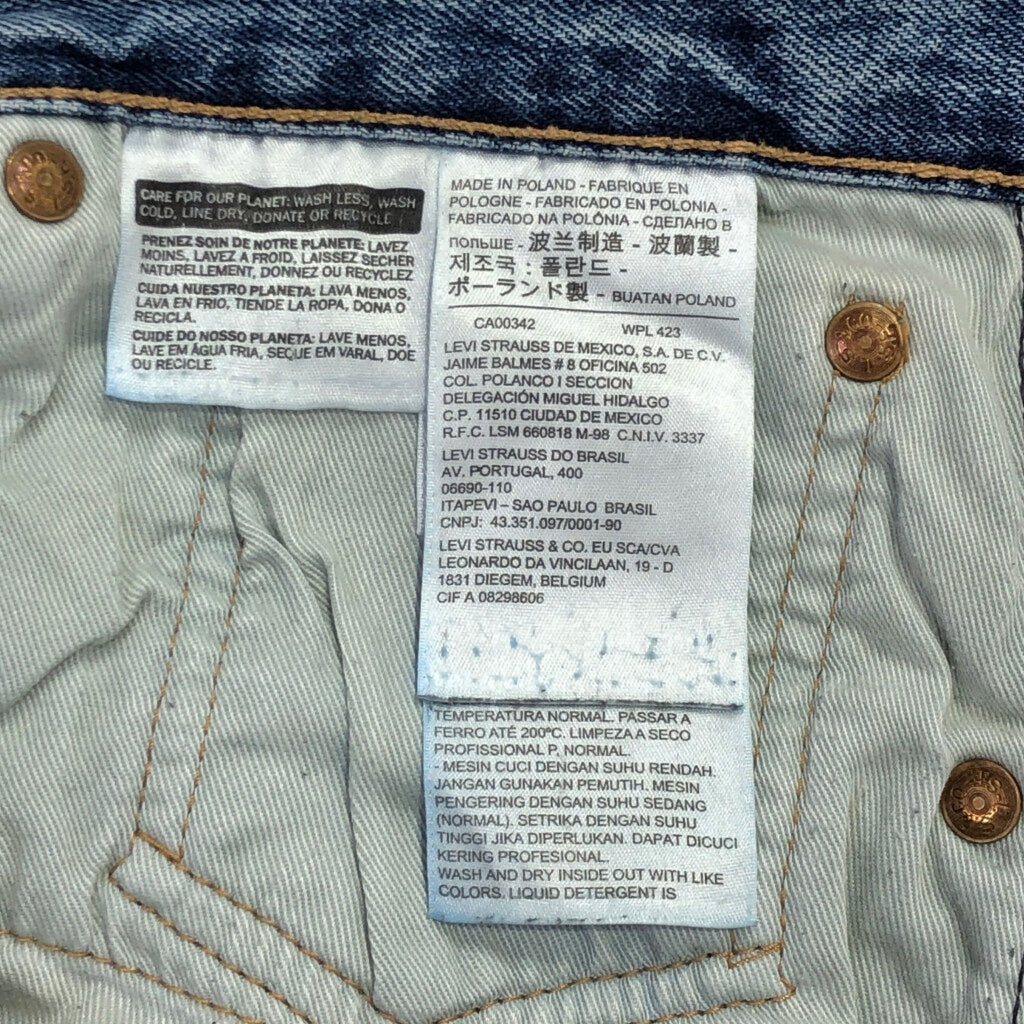 CARE FOR OUR PLANET: WASH LESS, WASH
COLD, LINE DRY, DONATE OR RECYCLE
PRENEZ SOIN DE NOTRE PLANETE: LAVEZ
MOINS, LAVEZ A FROID, LAISSEZ SECHER
NATURELLEMENT, DONNEZ OU RECYCLEZ
CUIDA NUESTRO PLANETA: LAVA MENOS,
LAVA EN FRIO, TIENDE LA ROPA, DONA O
RECICLA.
CUIDE DO NOSSO PLANETA: LAVE MENOS,
LAVE EM ÁGUA FRIA, SEQUE EM VARAL, DOE
OU RECICLE.
MADE IN POLAND - FABRIQUE EN
POLOGNE - FABRICADO EN POLONIA -
FABRICADO NA POLÔNIA - СДЕЛАНО В
ПОЛЬШЕ - 波兰制造 - 波蘭製 -
제조국 : 폴란드 -
ポーランド製 - BUATAN POLAND
CA00342 WPL 423
LEVI STRAUSS DE MEXICO, S.A. DE C.V.
JAIME BALMES # 8 OFICINA 502
COL. POLANCO I SECCION
DELEGACIÓN MIGUEL HIDALGO
C.P. 11510 CIUDAD DE MEXICO
R.F.C. LSM 660818 M-98 C.N.I.V. 3337
LEVI STRAUSS DO BRASIL
AV. PORTUGAL, 400
06690-110
ITAPEVI – SAO PAULO BRASIL
CNPJ: 43.351.097/0001-90
LEVI STRAUSS & CO. EU SCA/CVA
LEONARDO DA VINCILAAN, 19 - D
1831 DIEGEM, BELGIUM
CIF A 08298606
TEMPERATURA NORMAL. PASSAR A
FERRO ATÉ 200ºC. LIMPEZA A SECO
PROFISSIONAL P, NORMAL.
- MESIN CUCI DENGAN SUHU RENDAH.
JANGAN GUNAKAN PEMUTIH. MESIN
PENGERING DENGAN SUHU SEDANG
(NORMAL). SETRIKA DENGAN SUHU
TINGGI JIKA DIPERLUKAN. DAPAT DICUCI
KERING PROFESIONAL.
WASH AND DRY INSIDE OUT WITH LIKE
COLORS. LIQUID DETERGENT IS